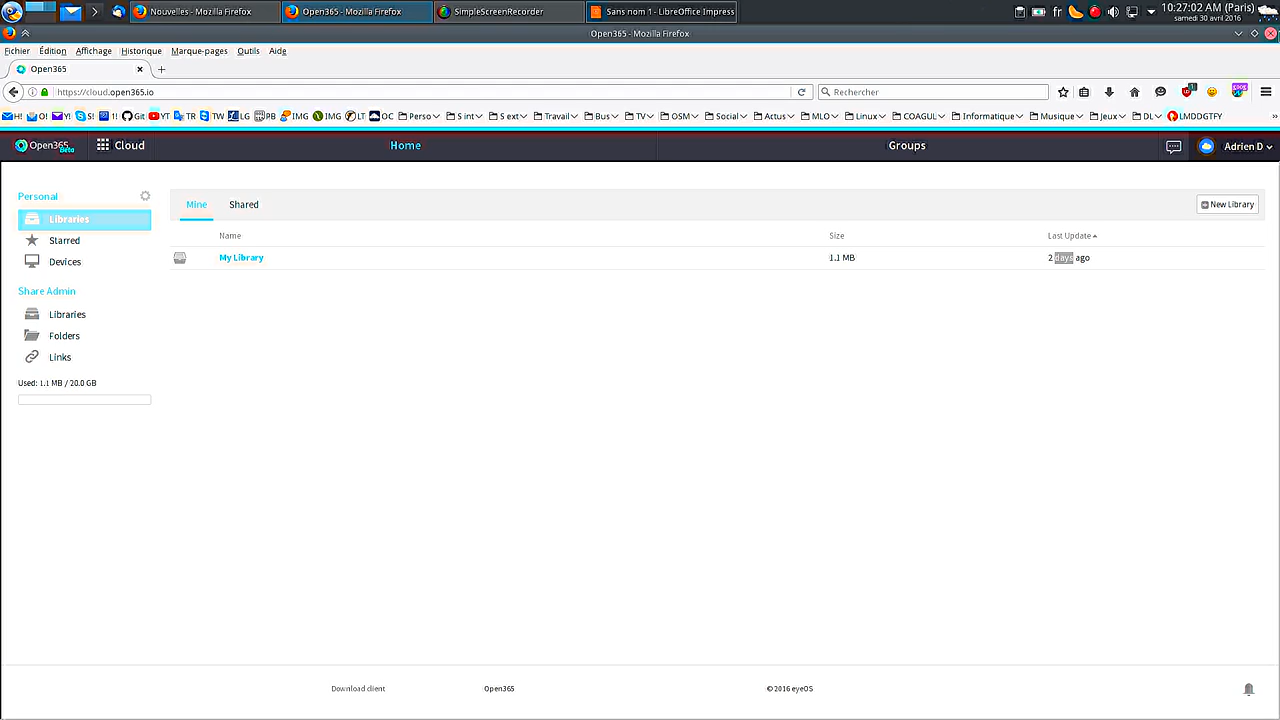 Nouvelles - Mozilla Firefox Open365 - Mozilla Firefox SimpleScreenRecorder Sans nom 1 - LibreOffice Impress fr 10:27:02 AM (Paris)
samedi 30 avril 2016
Open365 - Mozilla Firefox
Fichier Édition Affichage Historique Marque-pages Outils Aide
Open365
https://cloud.open365.io Rechercher
H! O! Y! S! 1! Git YT TR TW LG PB IMG IMG LT OC Perso S int S ext Travail Bus TV OSM Social Actus MLO Linux COAGUL Informatique Musique Jeux DL LMDDGTFY
Open365 Beta Cloud Home Groups Adrien D
Personal
Libraries
Starred
Devices
Share Admin
Libraries
Folders
Links
Used: 1.1 MB / 20.0 GB
Mine Shared New Library
Name Size Last Update
My Library 1.1 MB 2 days ago
Download client Open365 © 2016 eyeOS